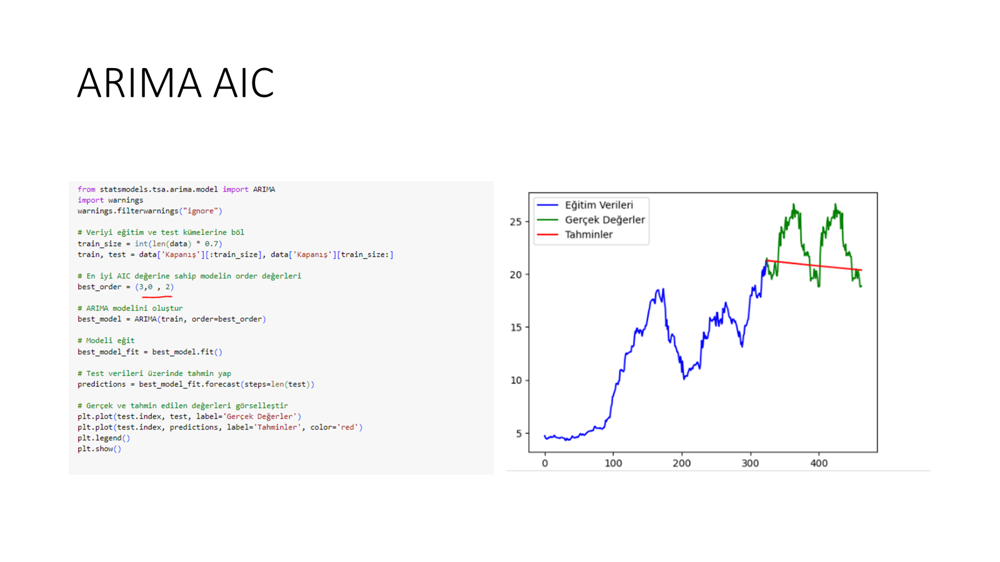 ARIMA AIC
from statsmodels.tsa.arima.model import ARIMA
import warnings
warnings.filterwarnings("ignore")
# Veriyi eğitim ve test kümelerine böl
train_size = int(len(data) * 0.7)
train, test = data['Kapanış'][:train_size], data['Kapanış'][train_size:]
# En iyi AIC değerine sahip modelin order değerleri
best_order = (3,0 , 2)
# ARIMA modelini oluştur
best_model = ARIMA(train, order=best_order)
# Modeli eğit
best_model_fit = best_model.fit()
# Test verileri üzerinde tahmin yap
predictions = best_model_fit.forecast(steps=len(test))
# Gerçek ve tahmin edilen değerleri görselleştir
plt.plot(test.index, test, label='Gerçek Değerler')
plt.plot(test.index, predictions, label='Tahminler', color='red')
plt.legend()
plt.show()
Eğitim Verileri
Gerçek Değerler
Tahminler
25
20
15
10
5
0 100 200 300 400